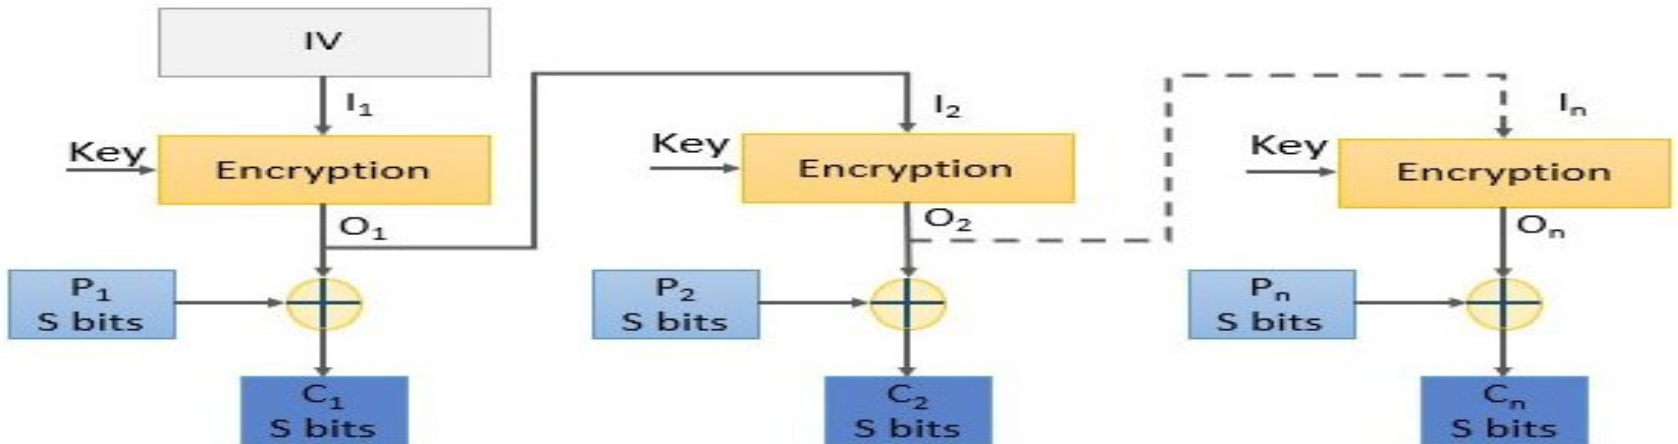 IV
I₁
Key
Encryption
O₁
P₁
S bits
C₁
S bits
I₂
Key
Encryption
O₂
P₂
S bits
C₂
S bits
Iₙ
Key
Encryption
Oₙ
Pₙ
S bits
Cₙ
S bits